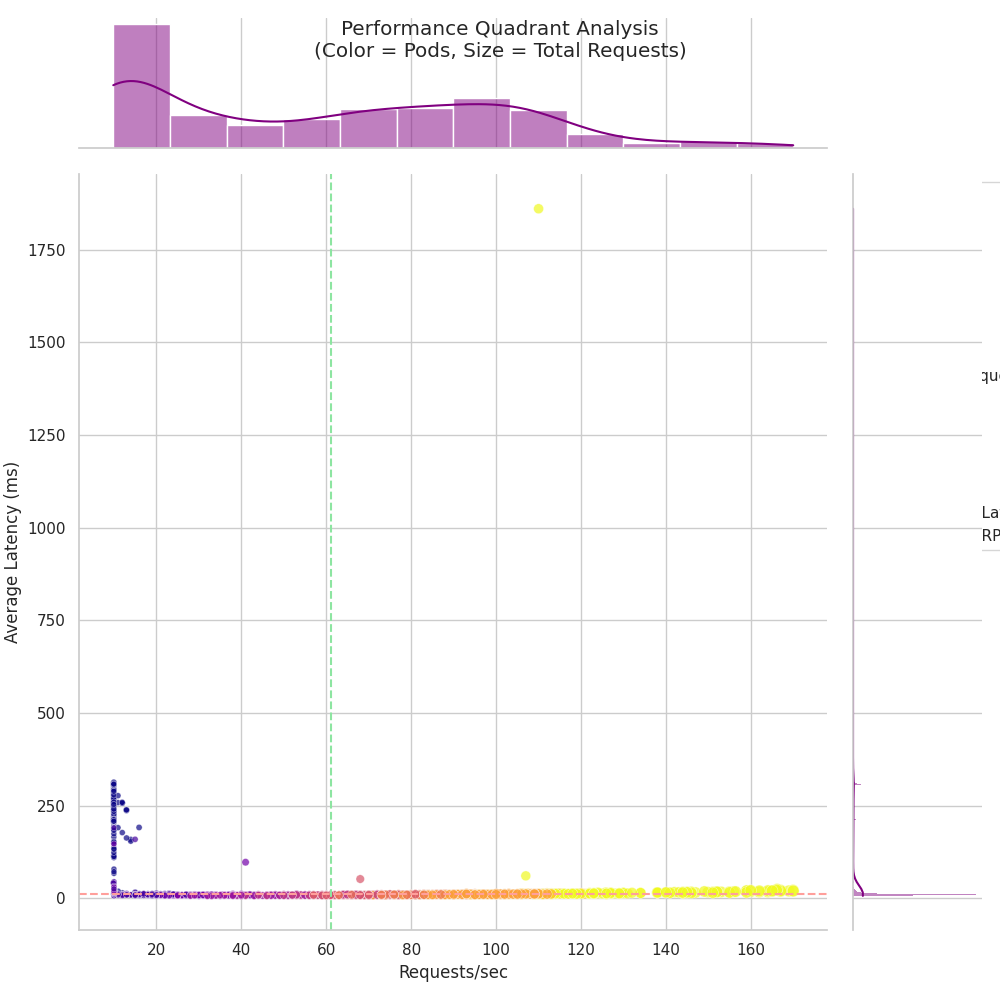 Performance Quadrant Analysis
(Color = Pods, Size = Total Requests)
1750
1500
1250
1000
750
500
250
0
Average Latency (ms)
20 40 60 80 100 120 140 160
Requests/sec